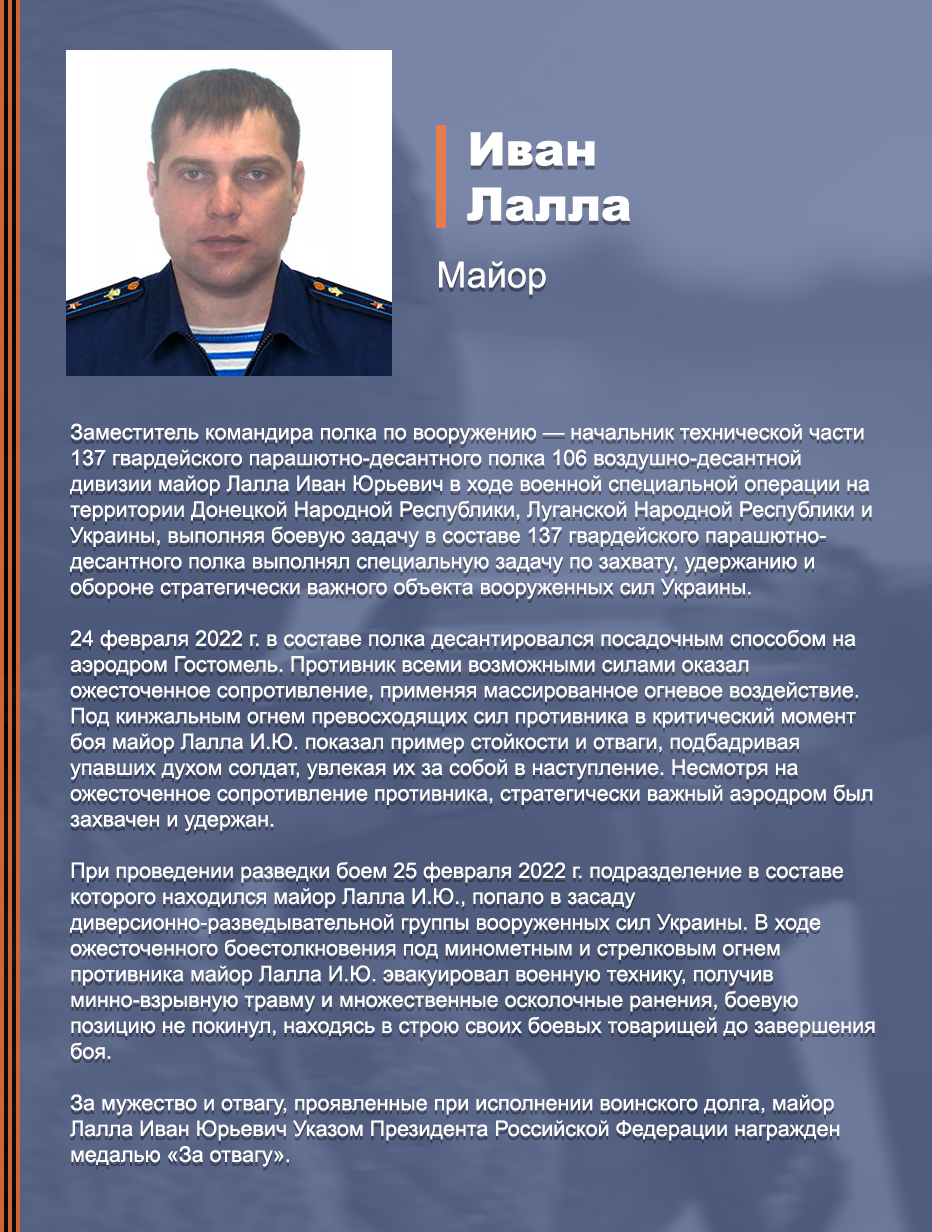 Иван
Лалла
Майор
Заместитель командира полка по вооружению — начальник технической части
137 гвардейского парашютно-десантного полка 106 воздушно-десантной
дивизии майор Лалла Иван Юрьевич в ходе военной специальной операции на
территории Донецкой Народной Республики, Луганской Народной Республики и
Украины, выполняя боевую задачу в составе 137 гвардейского парашютно-
десантного полка выполнял специальную задачу по захвату, удержанию и
обороне стратегически важного объекта вооруженных сил Украины.
24 февраля 2022 г. в составе полка десантировался посадочным способом на
аэродром Гостомель. Противник всеми возможными силами оказал
ожесточенное сопротивление, применяя массированное огневое воздействие.
Под кинжальным огнем превосходящих сил противника в критический момент
боя майор Лалла И.Ю. показал пример стойкости и отваги, подбадривая
упавших духом солдат, увлекая их за собой в наступление. Несмотря на
ожесточенное сопротивление противника, стратегически важный аэродром был
захвачен и удержан.
При проведении разведки боем 25 февраля 2022 г. подразделение в составе
которого находился майор Лалла И.Ю., попало в засаду
диверсионно-разведывательной группы вооруженных сил Украины. В ходе
ожесточенного боестолкновения под минометным и стрелковым огнем
противника майор Лалла И.Ю. эвакуировал военную технику, получив
минно-взрывную травму и множественные осколочные ранения, боевую
позицию не покинул, находясь в строю своих боевых товарищей до завершения
боя.
За мужество и отвагу, проявленные при исполнении воинского долга, майор
Лалла Иван Юрьевич Указом Президента Российской Федерации награжден
медалью «За отвагу».